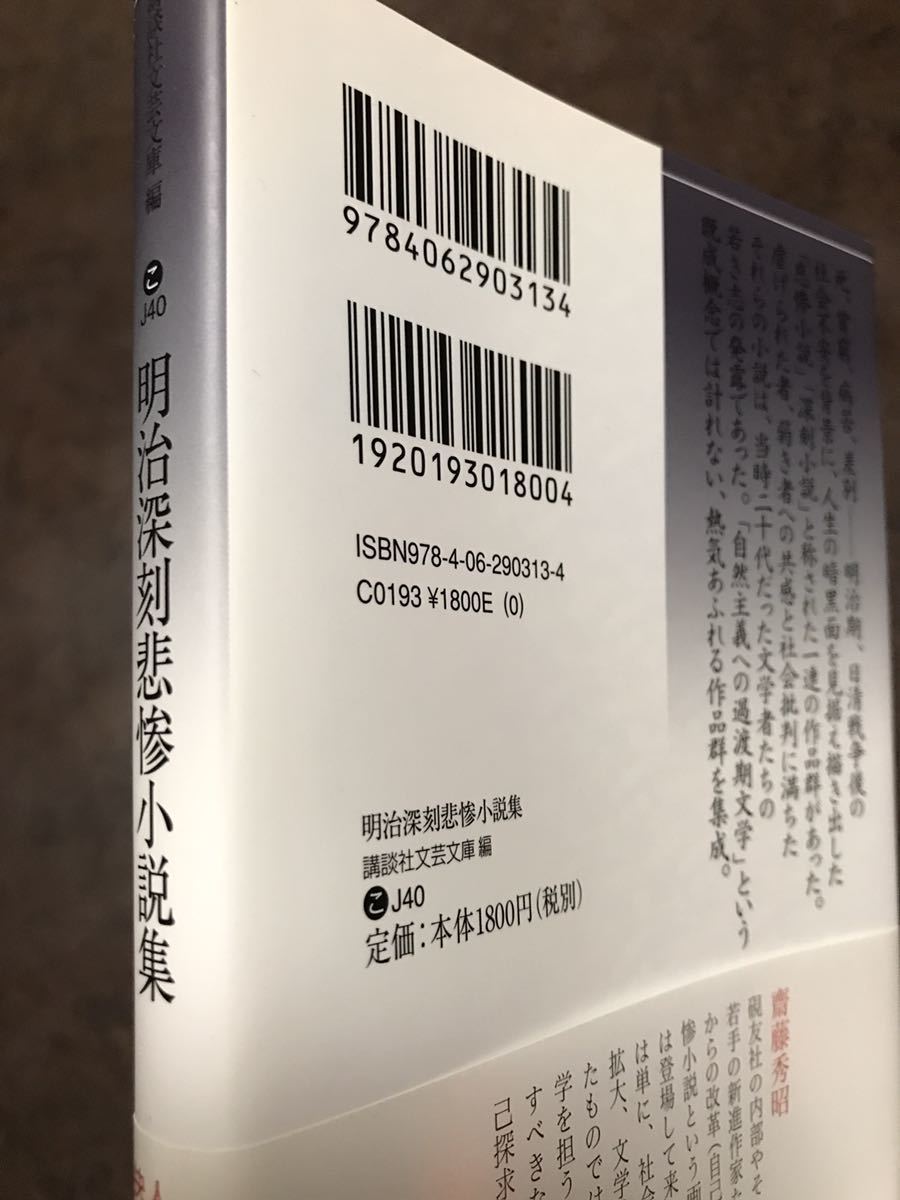 講談社文芸文庫 編
こ
J40
明治深刻悲惨小説集
9784062903134
1920193018004
ISBN978-4-06-290313-4
C0193 ¥1800E (0)
明治深刻悲惨小説集
講談社文芸文庫 編
こ J40
定価：本体1800円（税別）
死、貧窮、病苦、差別――明治期、日清戦争後の
社会不安を背景に、人生の暗黒面を見据え描き出した
「悲惨小説」「深刻小説」と称された一連の作品群があった。
虐げられた者、弱き者への共感と社会批判に満ちた
それらの小説は、当時二十代だった文学者たちの
若き志の発露であった。「自然主義への過渡期文学」という
既成概念では計れない、熱気あふれる作品群を集成。
齋藤秀昭
硯友社の内部やそ
若手の新進作家た
からの改革（自己
惨小説という画
は登場して来
は単に、社会
拡大、文学
たものでは
学を担う
すべきな
己探求